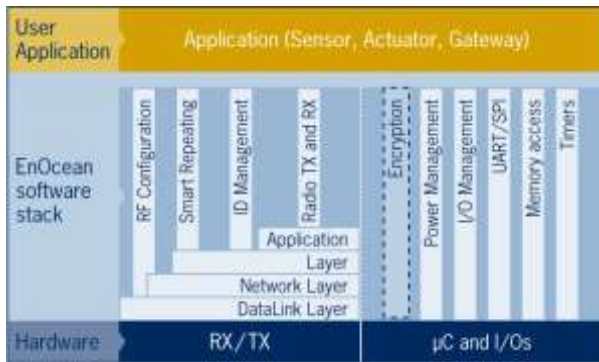 User
Application
Application (Sensor, Actuator, Gateway)
EnOcean
software
stack
RF Configuration
Smart Repeating
ID Management
Radio TX and RX
Encryption
Power Management
I/O Management
UART/SPI
Memory access
Timers
Application
Layer
Network Layer
DataLink Layer
Hardware
RX/TX
µC and I/Os